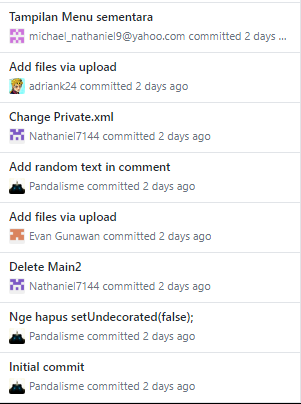 Tampilan Menu sementara
michael_nathaniel9@yahoo.com committed 2 days ...
Add files via upload
adriank24 committed 2 days ago
Change Private.xml
Nathaniel7144 committed 2 days ago
Add random text in comment
Pandalisme committed 2 days ago
Add files via upload
Evan Gunawan committed 2 days ago
Delete Main2
Nathaniel7144 committed 2 days ago
Nge hapus setUndecorated(false);
Pandalisme committed 2 days ago
Initial commit
Pandalisme committed 2 days ago